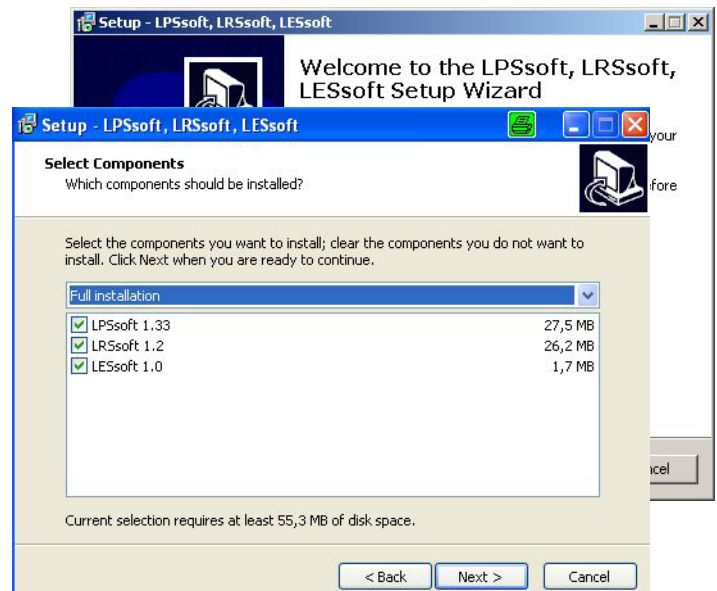 Setup - LPSsoft, LRSsoft, LESsoft
Welcome to the LPSsoft, LRSsoft,
LESsoft Setup Wizard
your
Setup - LPSsoft, LRSsoft, LESsoft
Select Components
Which components should be installed?
efore
Select the components you want to install; clear the components you do not want to
install. Click Next when you are ready to continue.
Full installation
LPSsoft 1.33 27,5 MB
LRSsoft 1.2 26,2 MB
LESsoft 1.0 1,7 MB
ncel
Current selection requires at least 55,3 MB of disk space.
< Back Next > Cancel